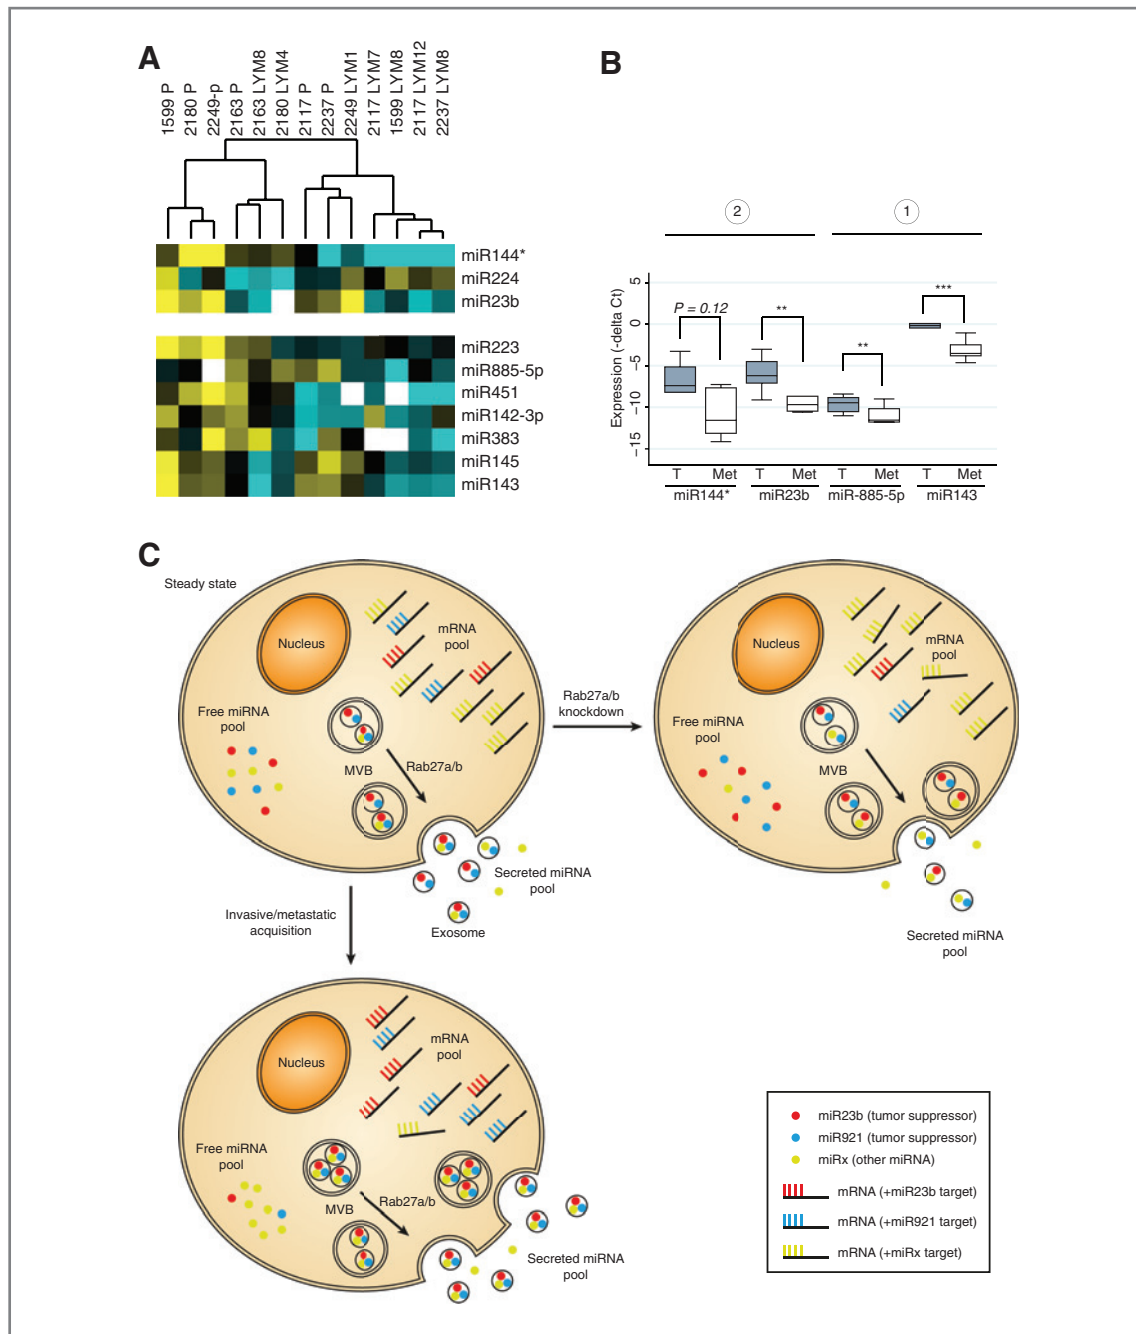 A
1599 P
2180 P
2249-p
2163 P
2163 LYM8
2180 LYM4
2117 P
2237 P
2249 LYM1
2117 LYM7
1599 LYM8
2117 LYM12
2237 LYM8
miR144*
miR224
miR23b
miR223
miR885-5p
miR451
miR142-3p
miR383
miR145
miR143
B
2
1
Expression (-delta Ct)
5
0
−5
−10
−15
P = 0.12
**
**
***
T
Met
T
Met
T
Met
T
Met
miR144*
miR23b
miR-885-5p
miR143
C
Steady state
Nucleus
mRNA
pool
Free miRNA
pool
MVB
Rab27a/b
Secreted miRNA
pool
Exosome
Rab27a/b
knockdown
Nucleus
mRNA
pool
Free miRNA
pool
MVB
Secreted miRNA
pool
Invasive/metastatic
acquisition
Nucleus
mRNA
pool
Free miRNA
pool
MVB
Rab27a/b
Secreted miRNA
pool
miR23b (tumor suppressor)
miR921 (tumor suppressor)
miRx (other miRNA)
mRNA (+miR23b target)
mRNA (+miR921 target)
mRNA (+miRx target)